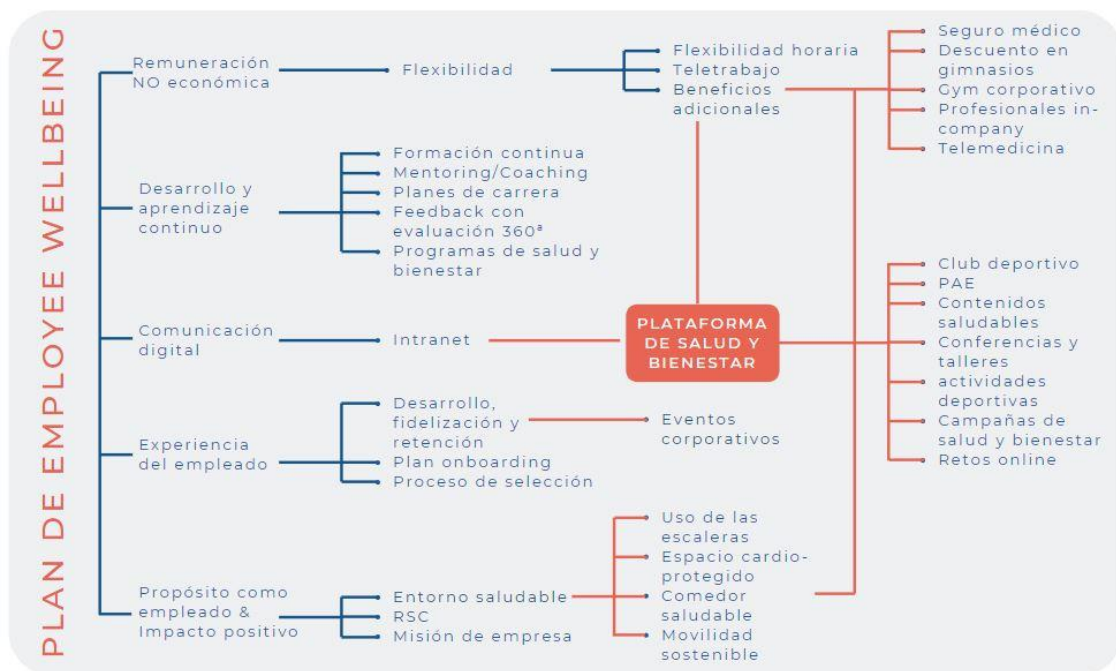 PLAN DE EMPLOYEE WELLBEING
Remuneración
NO económica
Flexibilidad
Flexibilidad horaria
Teletrabajo
Beneficios
adicionales
Seguro médico
Descuento en
gimnasios
Gym corporativo
Profesionales in-
company
Telemedicina
Desarrollo y
aprendizaje
continuo
Formación continua
Mentoring/Coaching
Planes de carrera
Feedback con
evaluación 360ª
Programas de salud y
bienestar
Comunicación
digital
Intranet
PLATAFORMA
DE SALUD Y
BIENESTAR
Club deportivo
PAE
Contenidos
saludables
Conferencias y
talleres
actividades
deportivas
Campañas de
salud y bienestar
Retos online
Experiencia
del empleado
Desarrollo,
fidelización y
retención
Plan onboarding
Proceso de selección
Eventos
corporativos
Propósito como
empleado &
Impacto positivo
Entorno saludable
RSC
Misión de empresa
Uso de las
escaleras
Espacio cardio-
protegido
Comedor
saludable
Movilidad
sostenible